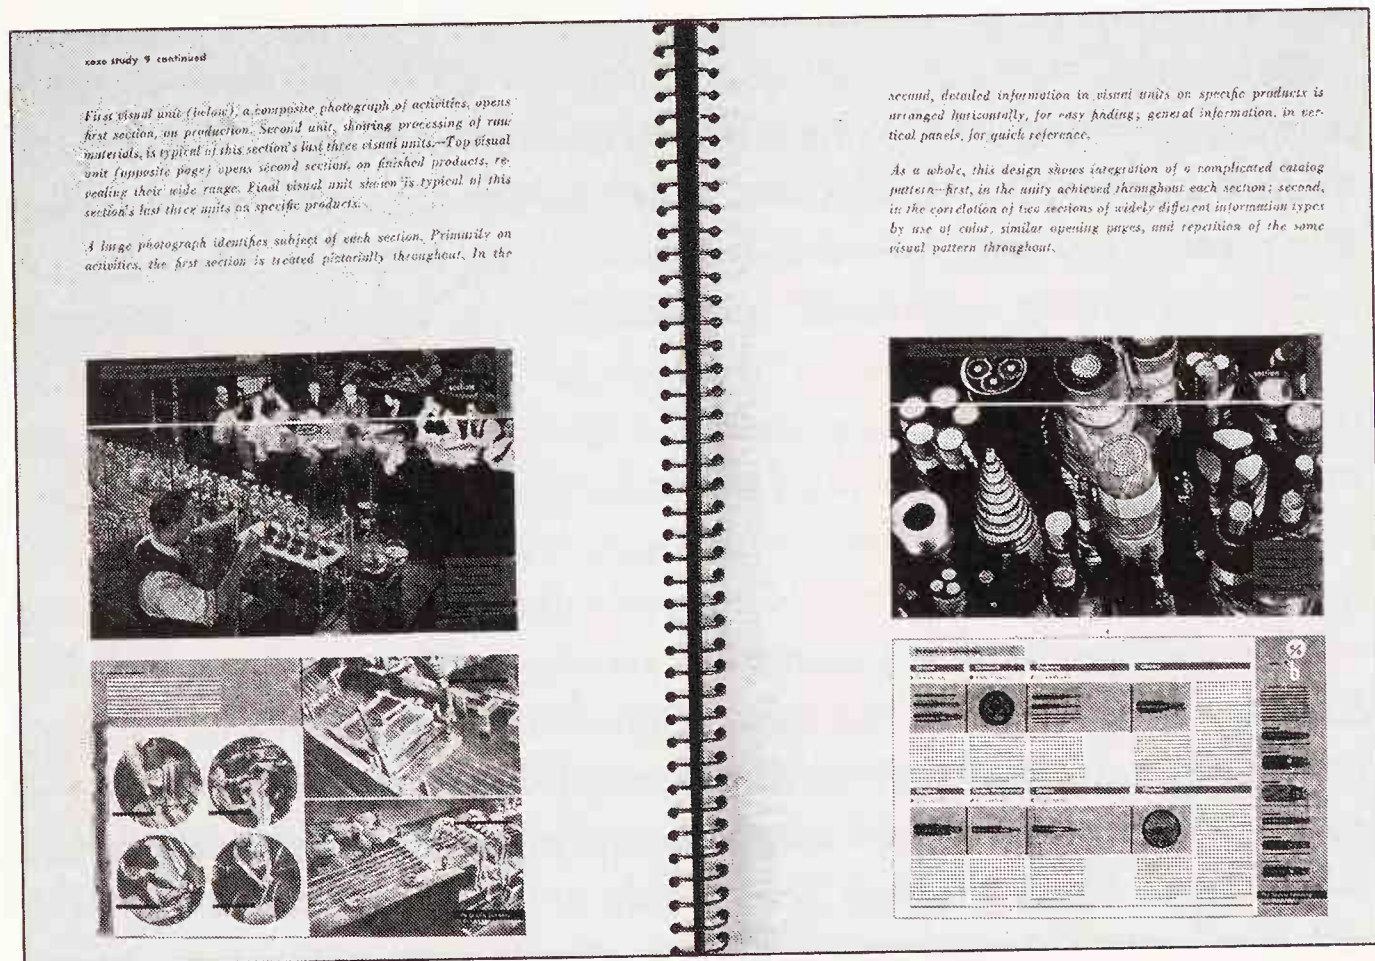 xoxo study 9 continued
First visual unit (below), a composite photograph of activities, opens
first section, on production. Second unit, showing processing of raw
materials, is typical of this section's last three visual units.—Top visual
unit (opposite page) opens second section, on finished products, re-
vealing their wide range. Final visual unit shown is typical of this
section's last three units on specific products.
A large photograph identifies subject of each section. Primarily on
activities, the first section is treated pictorially throughout. In the
section
second, detailed information in visual units on specific products is
arranged horizontally, for easy finding; general information, in ver-
tical panels, for quick reference.
As a whole, this design shows integration of a complicated catalog
pattern—first, in the unity achieved throughout each section; second,
in the correlation of two sections of widely different information types
by use of color, similar opening pages, and repetition of the same
visual pattern throughout.
section